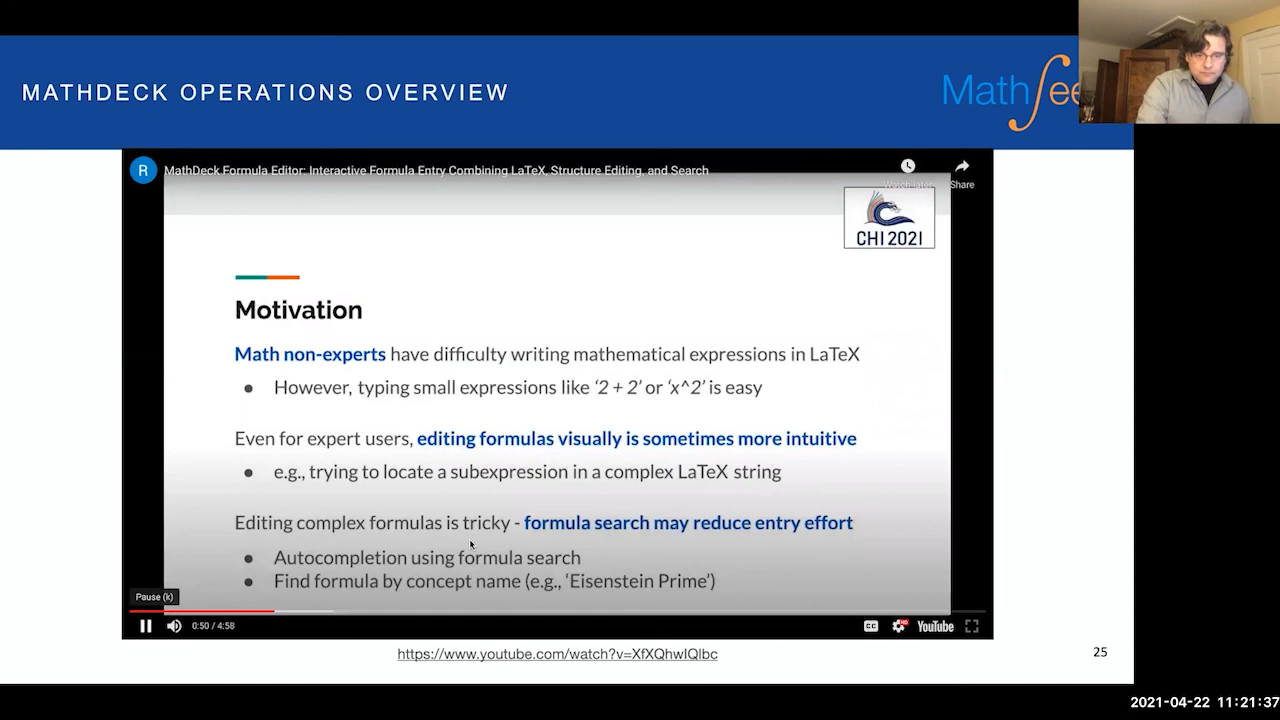 MATHDECK OPERATIONS OVERVIEW
Math∫ee
R
MathDeck Formula Editor: Interactive Formula Entry Combining LaTeX, Structure Editing, and Search
Watch later
Share
CHI 2021
Motivation
Math non-experts have difficulty writing mathematical expressions in LaTeX
● However, typing small expressions like ‘2 + 2’ or ‘x^2’ is easy
Even for expert users, editing formulas visually is sometimes more intuitive
● e.g., trying to locate a subexpression in a complex LaTeX string
Editing complex formulas is tricky - formula search may reduce entry effort
● Autocompletion using formula search
● Find formula by concept name (e.g., ‘Eisenstein Prime’)
Pause (k)
0:50 / 4:58
CC
HD
YouTube
https://www.youtube.com/watch?v=XfXQhwIQlbc
25
2021-04-22 11:21:37